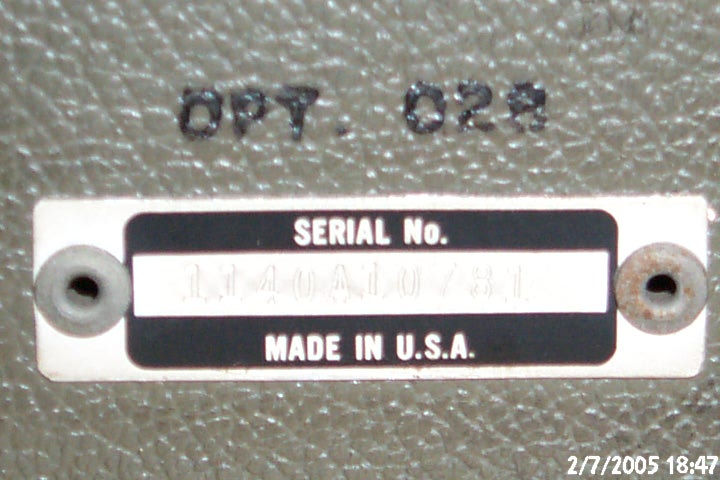 OPT. 028
SERIAL No.
1140A10781
MADE IN U.S.A.
2/7/2005 18:47